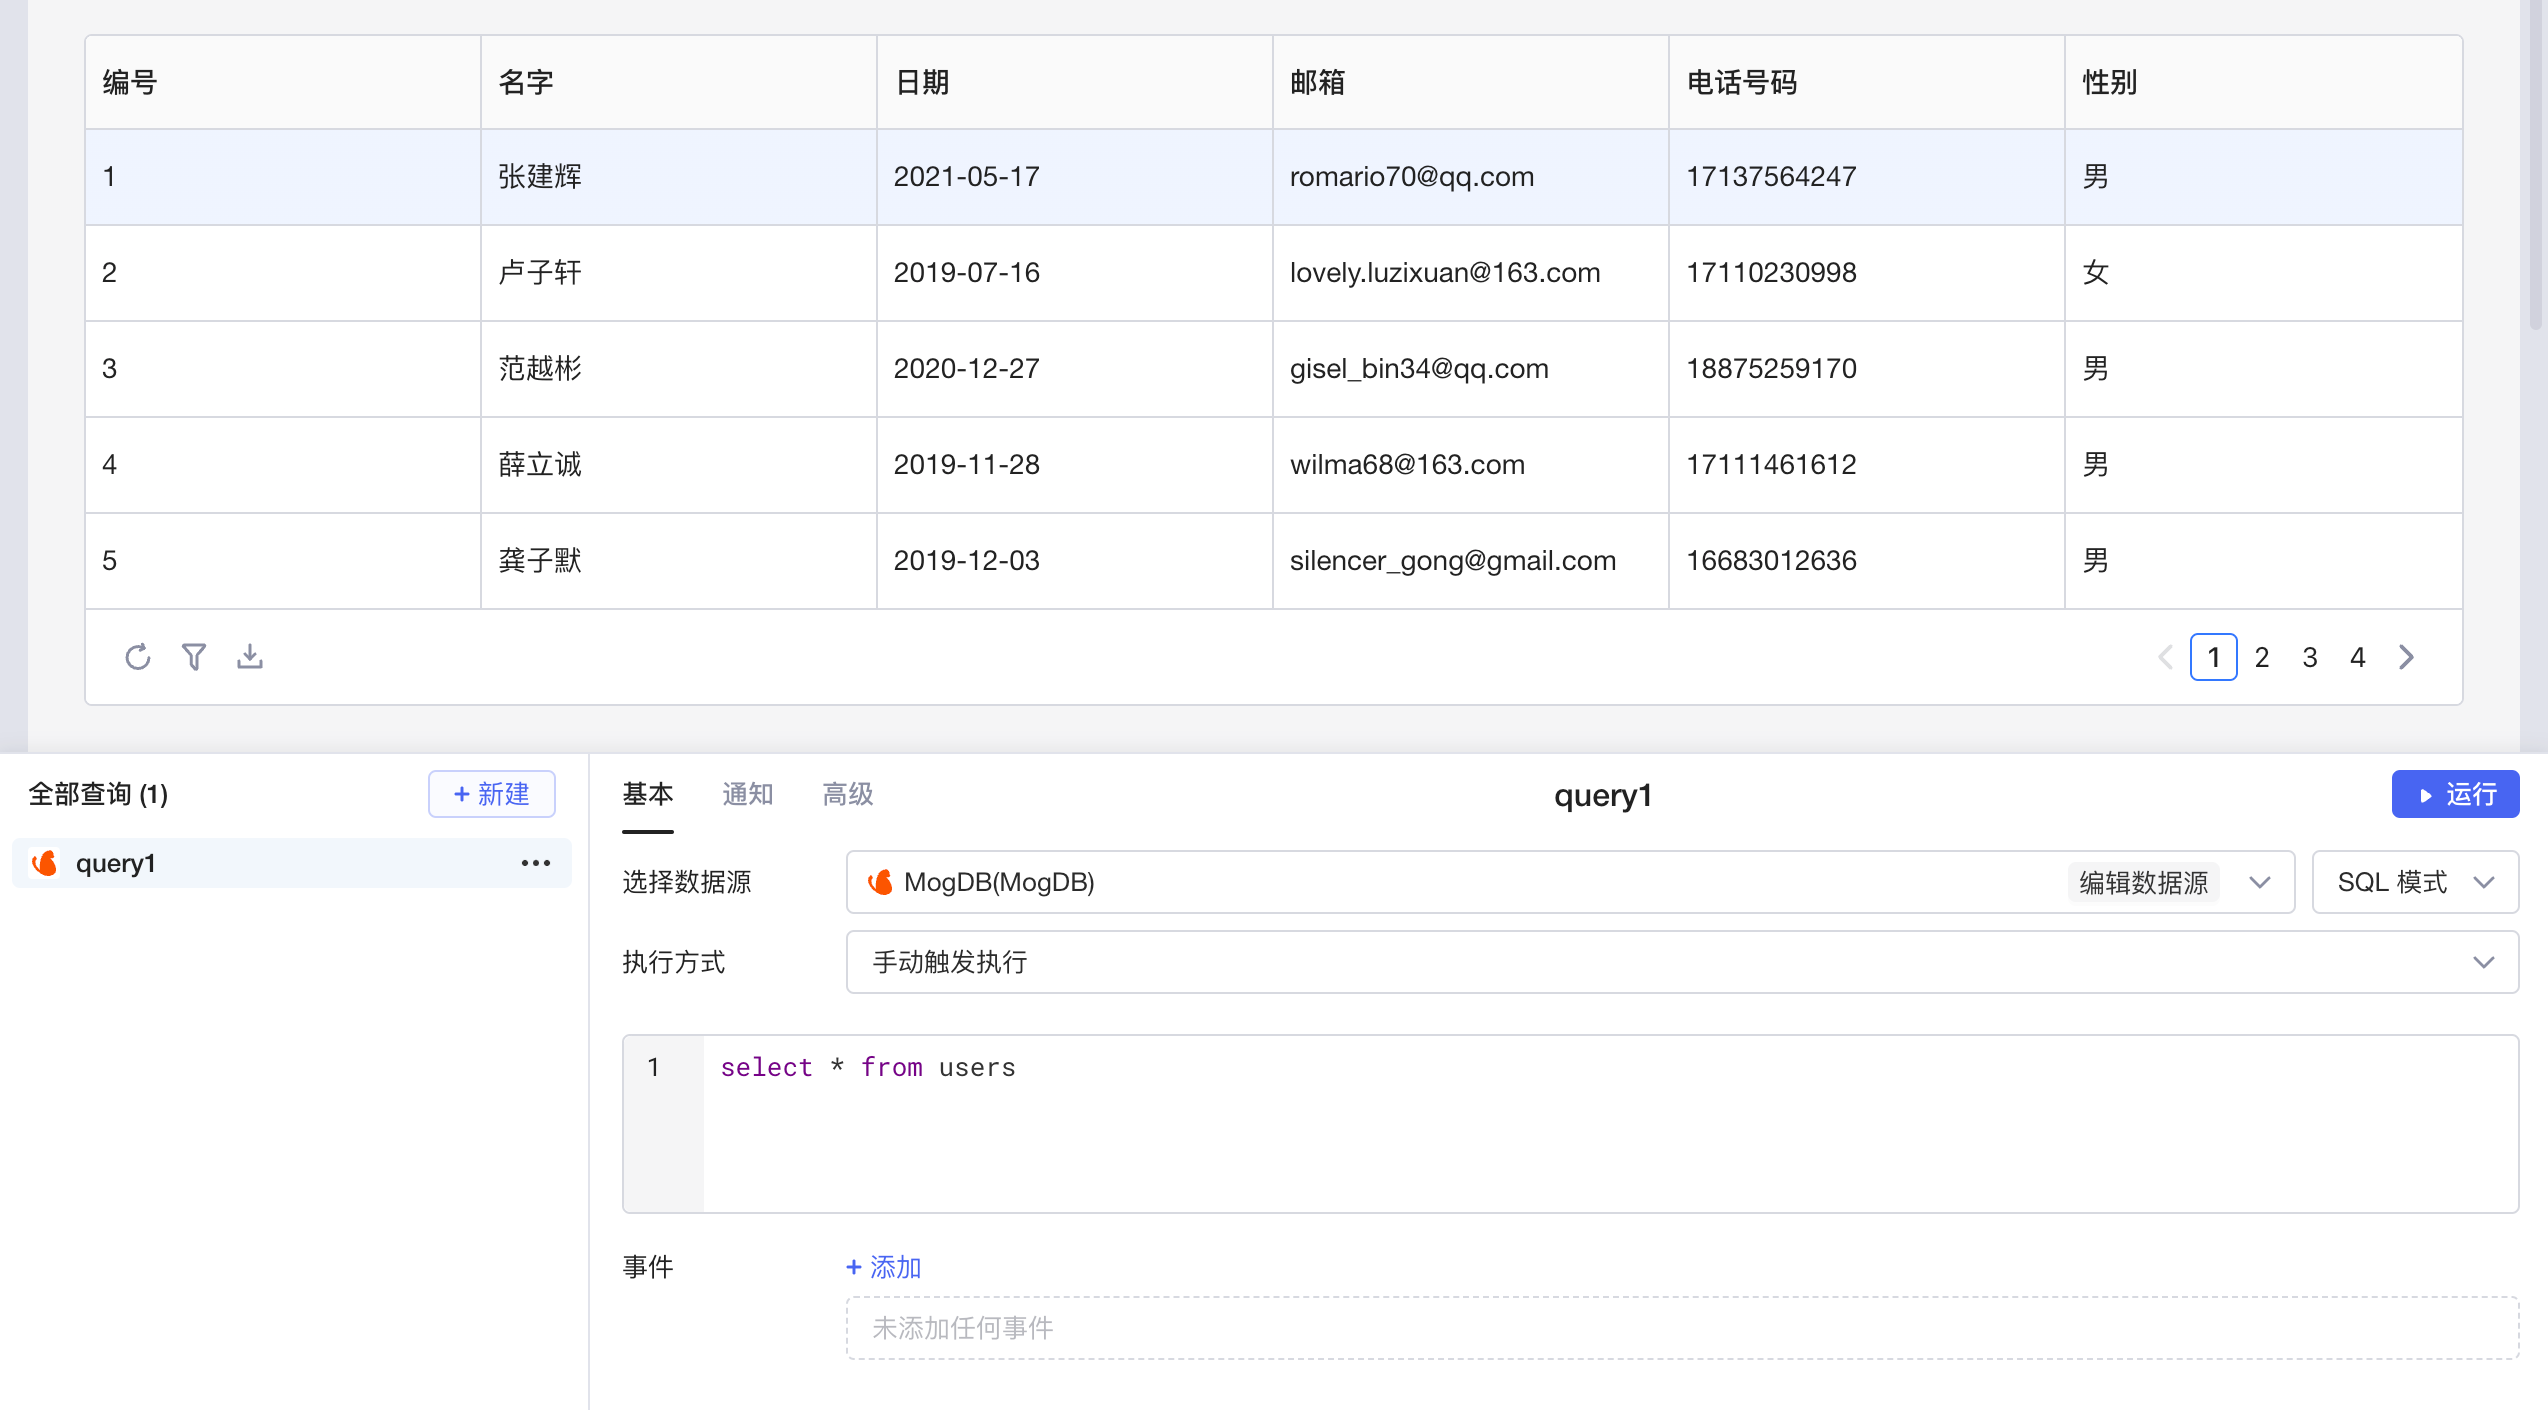 编号 名字 日期 邮箱 电话号码 性别
1 张建辉 2021-05-17 romario70@qq.com 17137564247 男
2 卢子轩 2019-07-16 lovely.luzixuan@163.com 17110230998 女
3 范越彬 2020-12-27 gisel_bin34@qq.com 18875259170 男
4 薛立诚 2019-11-28 wilma68@163.com 17111461612 男
5 龚子默 2019-12-03 silencer_gong@gmail.com 16683012636 男
1 2 3 4
全部查询 (1) + 新建
query1
基本 通知 高级 query1 运行
选择数据源 MogDB(MogDB) 编辑数据源 SQL 模式
执行方式 手动触发执行
1 select * from users
事件 + 添加
未添加任何事件